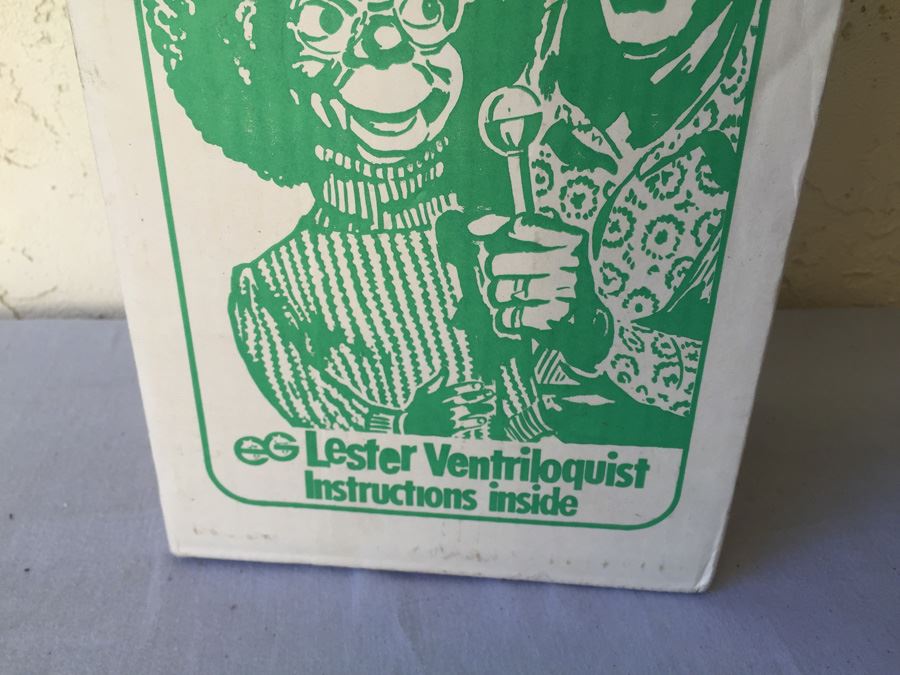 eG Lester Ventriloquist
Instructions inside